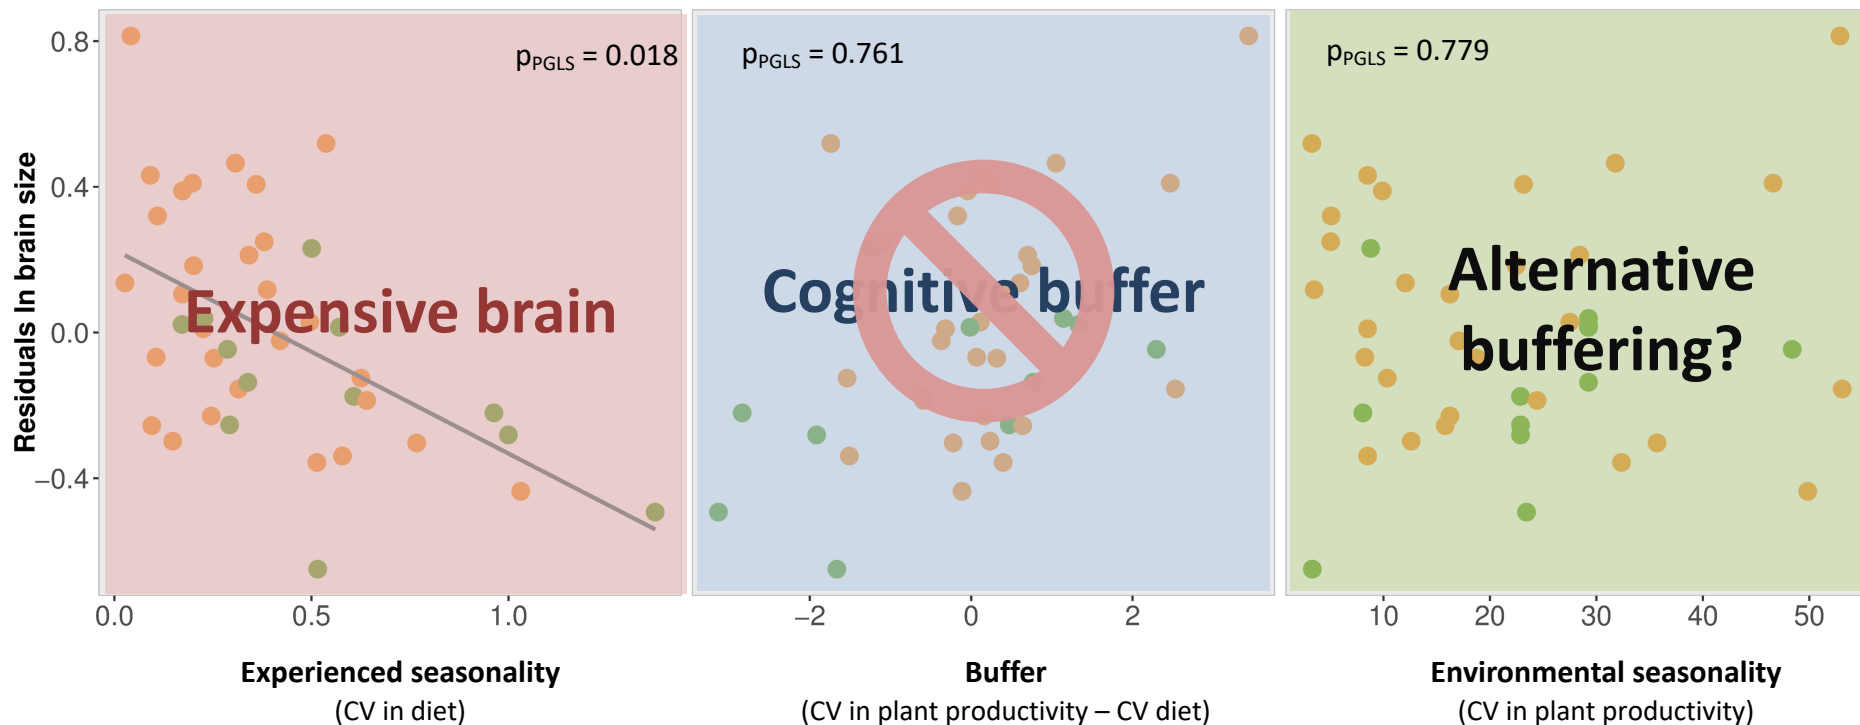 Residuals ln brain size
0.8
0.4
0.0
−0.4
pPGLS = 0.018
Expensive brain
0.0 0.5 1.0
Experienced seasonality
(CV in diet)
pPGLS = 0.761
Cognitive buffer
−2 0 2
Buffer
(CV in plant productivity – CV diet)
pPGLS = 0.779
Alternative
buffering?
10 20 30 40 50
Environmental seasonality
(CV in plant productivity)